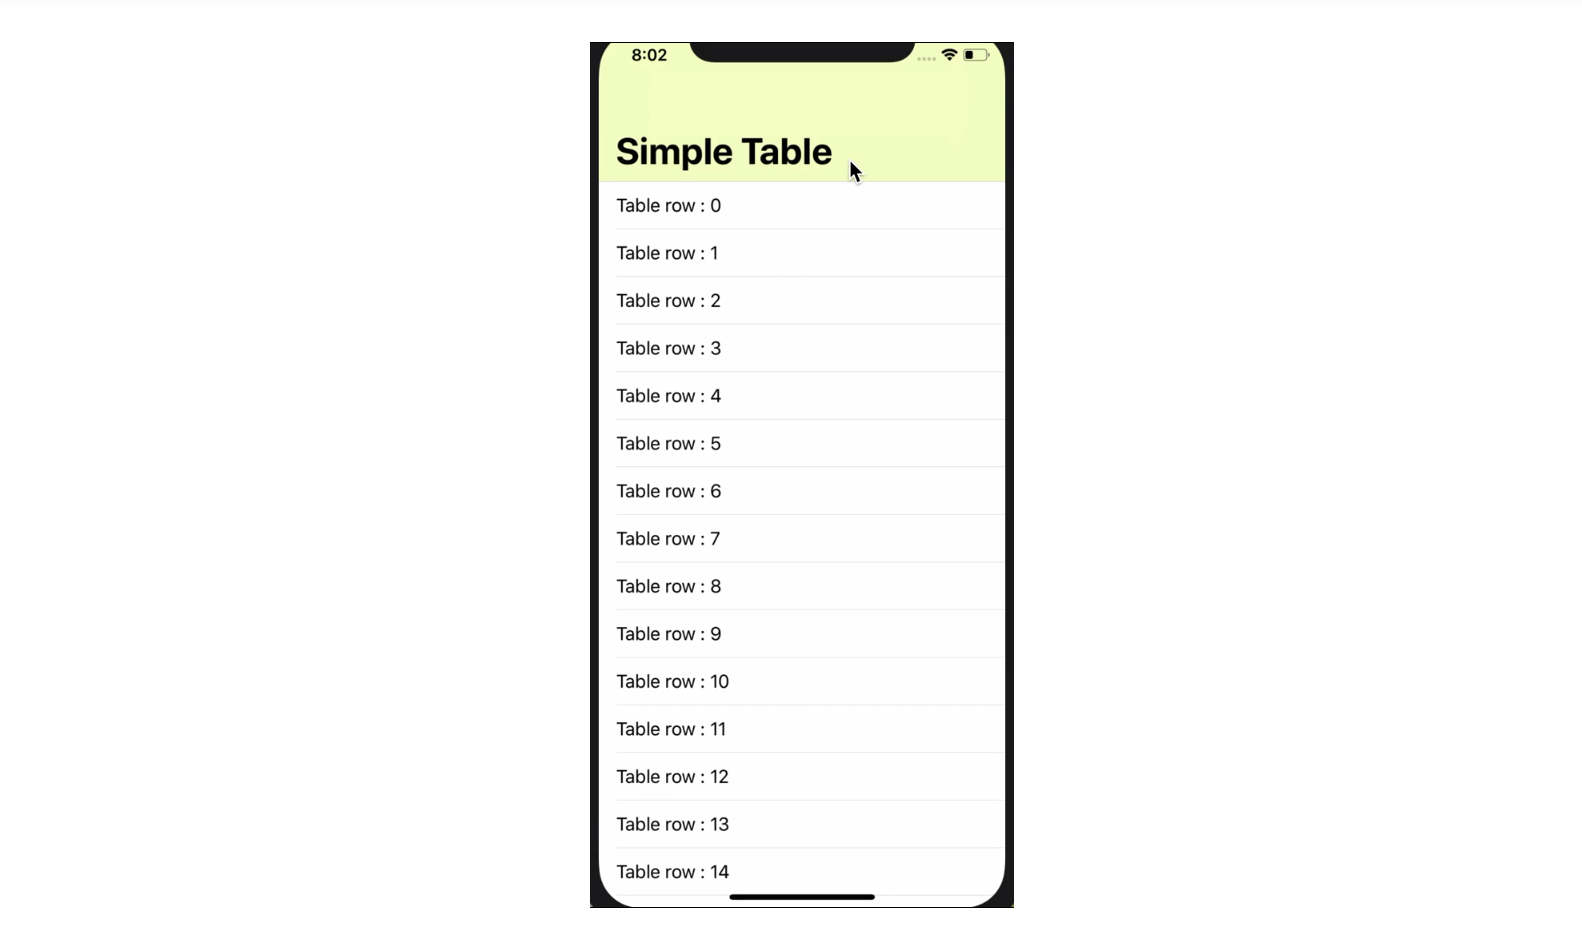 8:02
Simple Table
Table row : 0
Table row : 1
Table row : 2
Table row : 3
Table row : 4
Table row : 5
Table row : 6
Table row : 7
Table row : 8
Table row : 9
Table row : 10
Table row : 11
Table row : 12
Table row : 13
Table row : 14